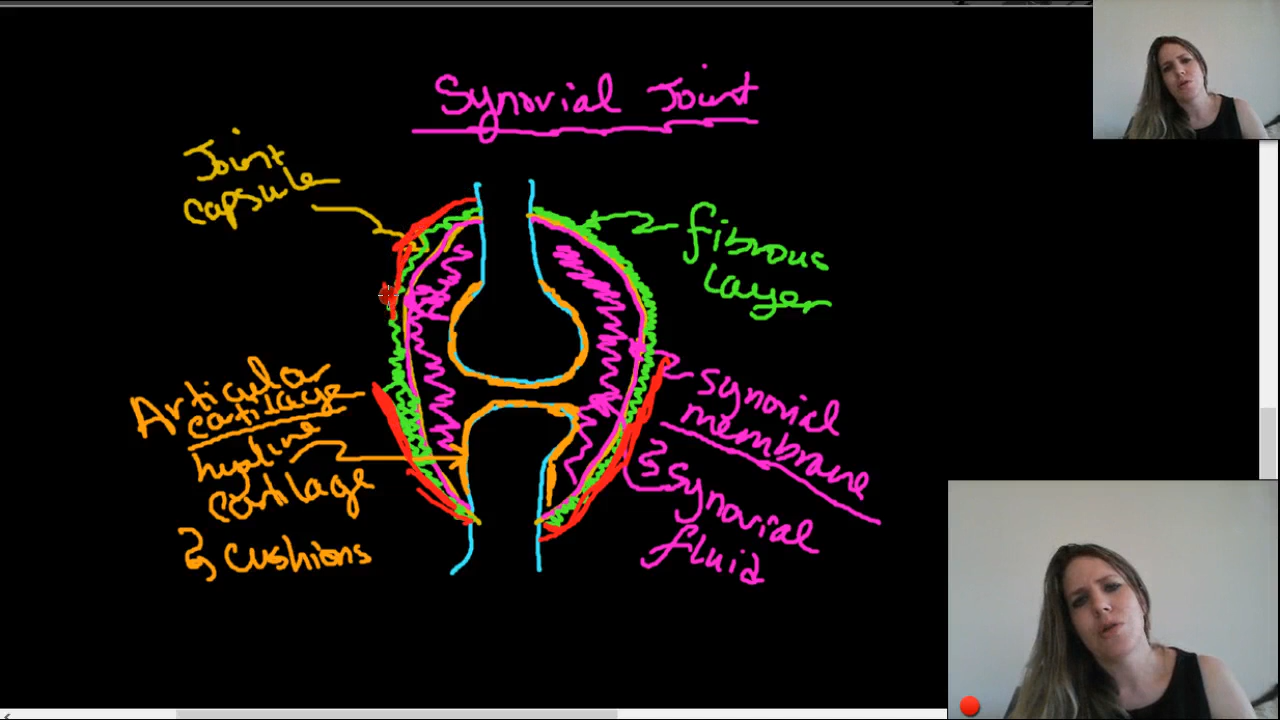 Synovial Joint
Joint
capsule
fibrous
layer
Articular
cartilage
hyaline
cartilage
cushions
synovial
membrane
synovial
fluid